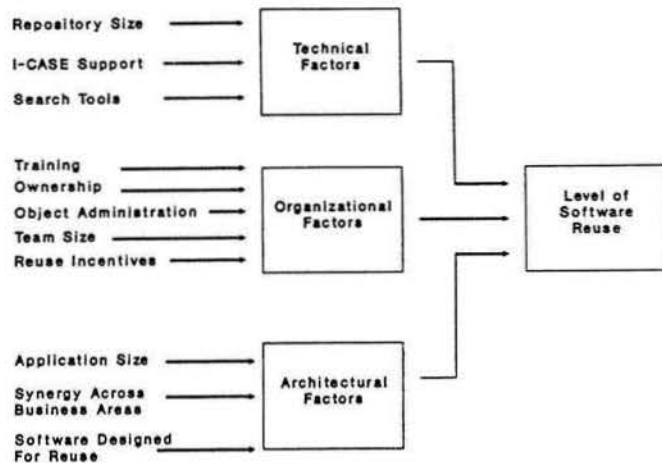 Repository Size
I-CASE Support
Search Tools
Technical
Factors
Training
Ownership
Object Administration
Team Size
Reuse Incentives
Organizational
Factors
Level of
Software
Reuse
Application Size
Synergy Across
Business Areas
Software Designed
For Reuse
Architectural
Factors